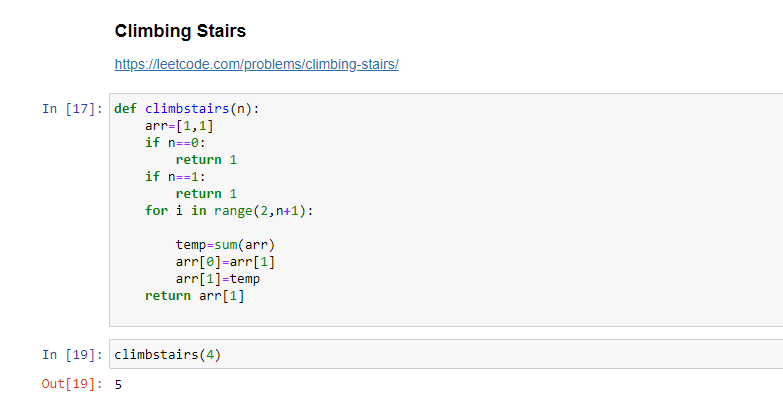 Climbing Stairs
https://leetcode.com/problems/climbing-stairs/
In [17]: def climbstairs(n):
    arr=[1,1]
    if n==0:
        return 1
    if n==1:
        return 1
    for i in range(2,n+1):
        temp=sum(arr)
        arr[0]=arr[1]
        arr[1]=temp
    return arr[1]
In [19]: climbstairs(4)
Out[19]: 5